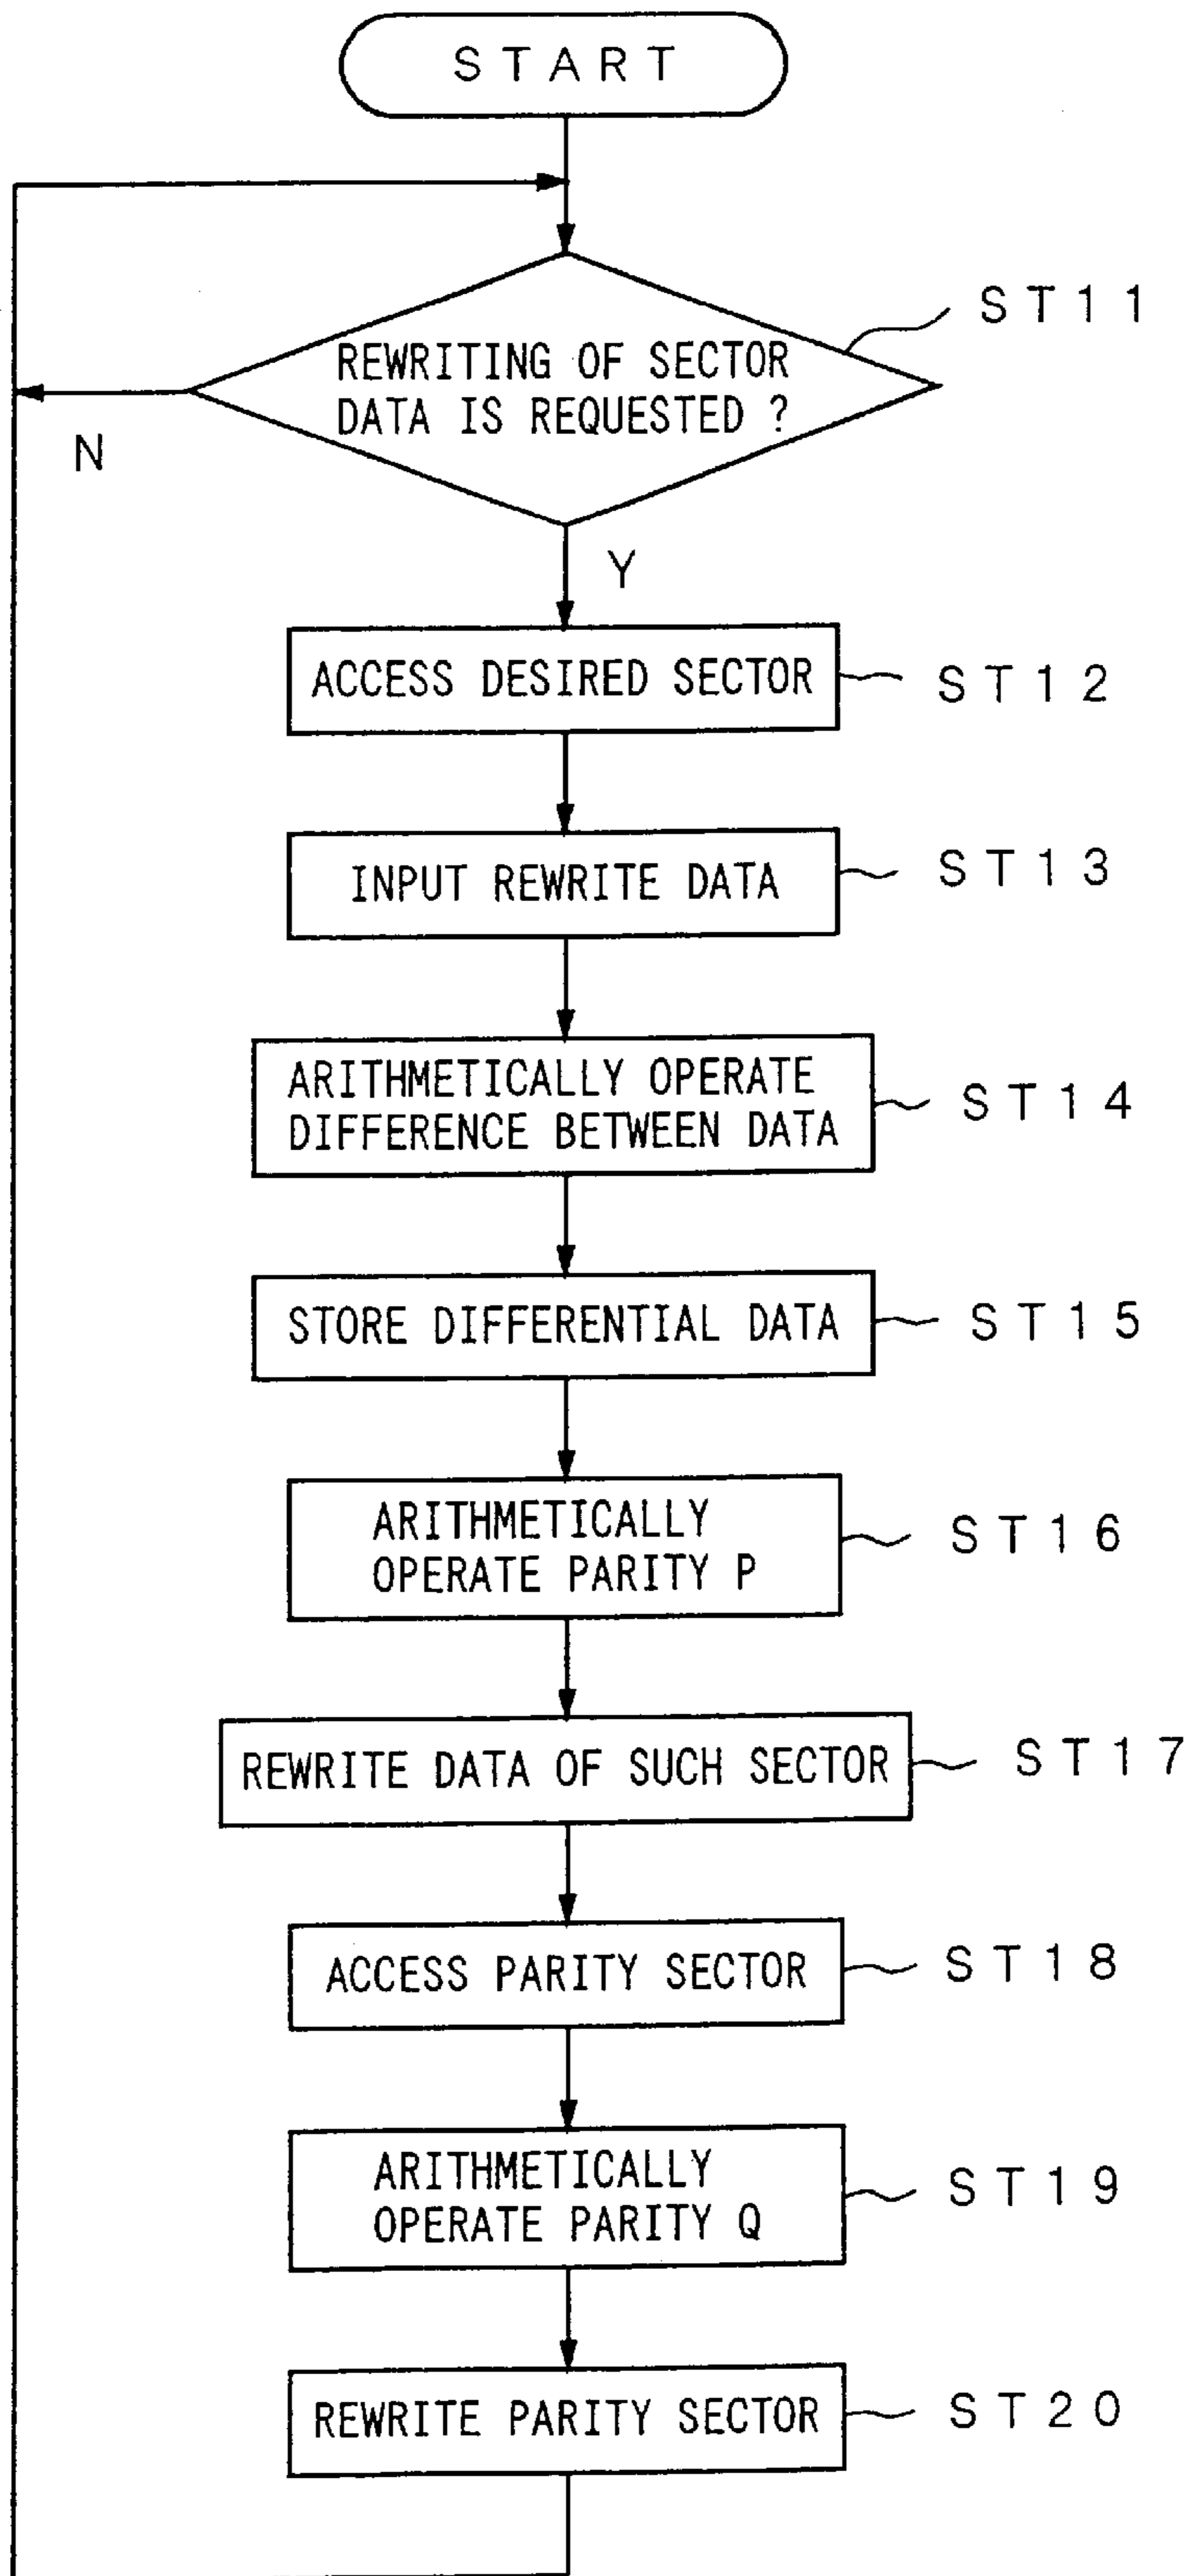 START
REWRITING OF SECTOR
DATA IS REQUESTED ?
ST11
N
Y
ACCESS DESIRED SECTOR
ST12
INPUT REWRITE DATA
ST13
ARITHMETICALLY OPERATE
DIFFERENCE BETWEEN DATA
ST14
STORE DIFFERENTIAL DATA
ST15
ARITHMETICALLY
OPERATE PARITY P
ST16
REWRITE DATA OF SUCH SECTOR
ST17
ACCESS PARITY SECTOR
ST18
ARITHMETICALLY
OPERATE PARITY Q
ST19
REWRITE PARITY SECTOR
ST20